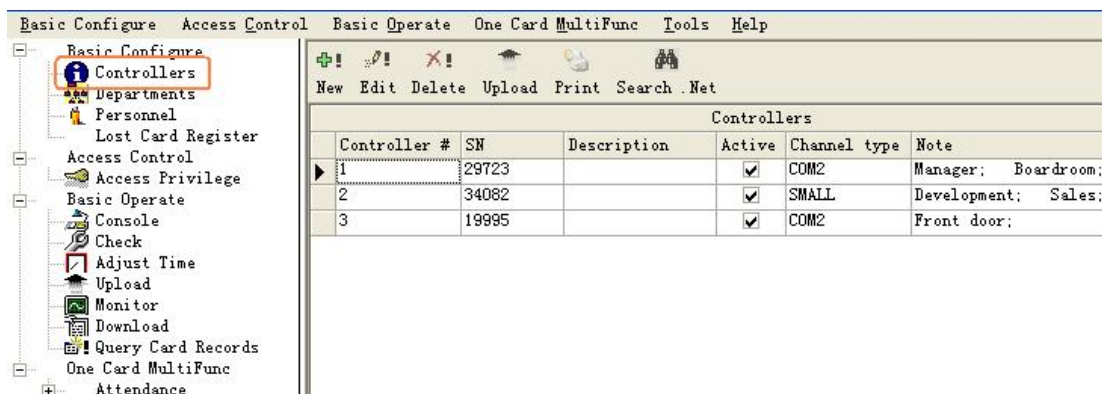 Basic Configure Access Control Basic Operate One Card MultiFunc Tools Help
Basic Configure
Controllers
Departments
Personnel
Lost Card Register
Access Control
Access Privilege
Basic Operate
Console
Check
Adjust Time
Upload
Monitor
Download
Query Card Records
One Card MultiFunc
Attendance
New Edit Delete Upload Print Search .Net
Controllers
Controller # SN Description Active Channel type Note
1 29723 COM2 Manager; Boardroom;
2 34082 SMALL Development; Sales;
3 19995 COM2 Front door;